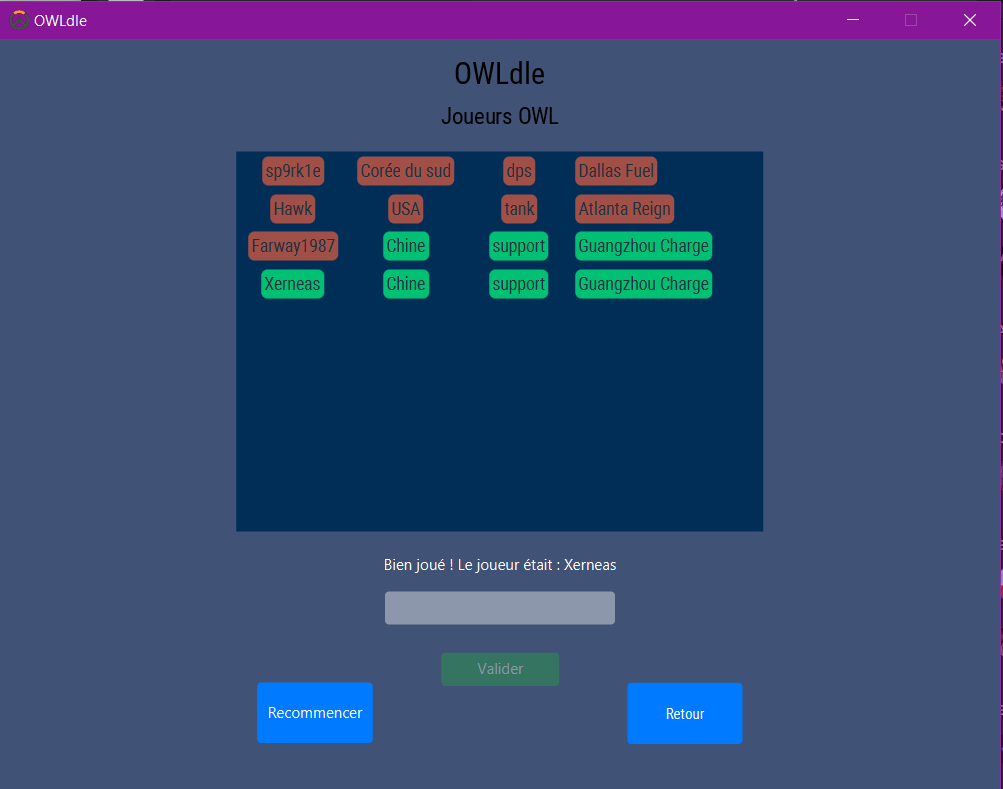 OWLdle
OWLdle
Joueurs OWL
sp9rk1e Corée du sud dps Dallas Fuel
Hawk USA tank Atlanta Reign
Farway1987 Chine support Guangzhou Charge
Xerneas Chine support Guangzhou Charge
Bien joué ! Le joueur était : Xerneas
Valider
Recommencer Retour